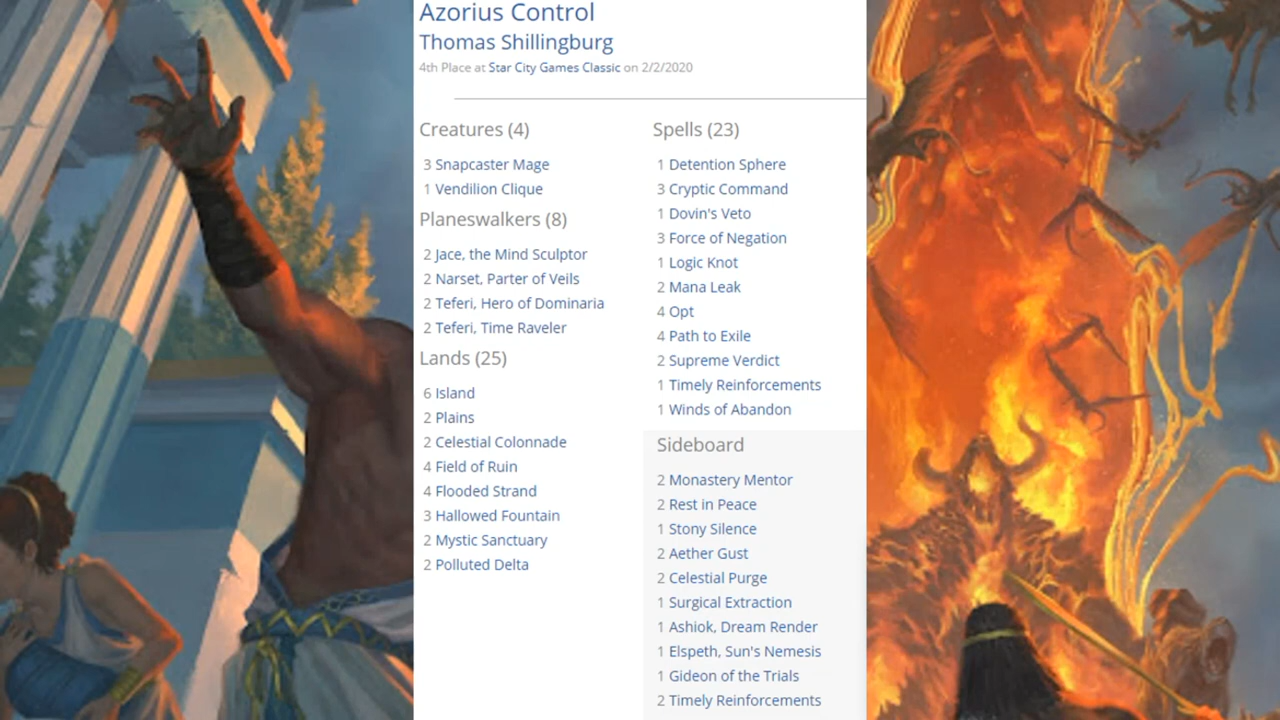 Azorius Control
Thomas Shillingburg
4th Place at Star City Games Classic on 2/2/2020
Creatures (4)
3 Snapcaster Mage
1 Vendilion Clique
Planeswalkers (8)
2 Jace, the Mind Sculptor
2 Narset, Parter of Veils
2 Teferi, Hero of Dominaria
2 Teferi, Time Raveler
Lands (25)
6 Island
2 Plains
2 Celestial Colonnade
4 Field of Ruin
4 Flooded Strand
3 Hallowed Fountain
2 Mystic Sanctuary
2 Polluted Delta
Spells (23)
1 Detention Sphere
3 Cryptic Command
1 Dovin's Veto
3 Force of Negation
1 Logic Knot
2 Mana Leak
4 Opt
4 Path to Exile
2 Supreme Verdict
1 Timely Reinforcements
1 Winds of Abandon
Sideboard
2 Monastery Mentor
2 Rest in Peace
1 Stony Silence
2 Aether Gust
2 Celestial Purge
1 Surgical Extraction
1 Ashiok, Dream Render
1 Elspeth, Sun's Nemesis
1 Gideon of the Trials
2 Timely Reinforcements